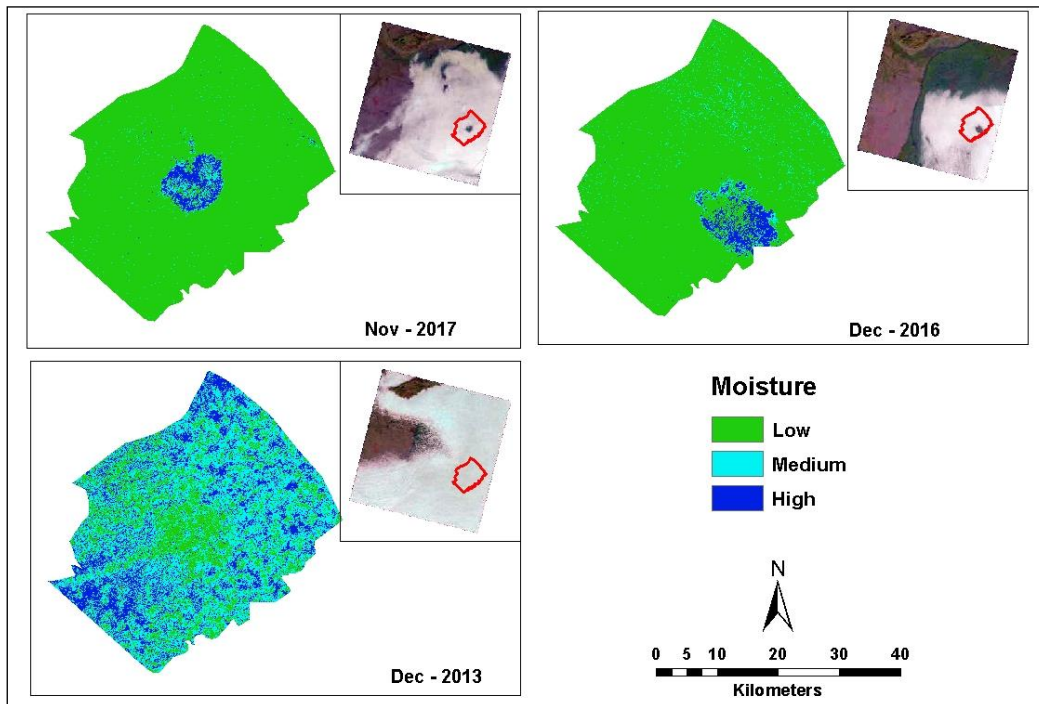 Nov - 2017
Dec - 2016
Dec - 2013
Moisture
Low
Medium
High
N
0 5 10 20 30 40
Kilometers